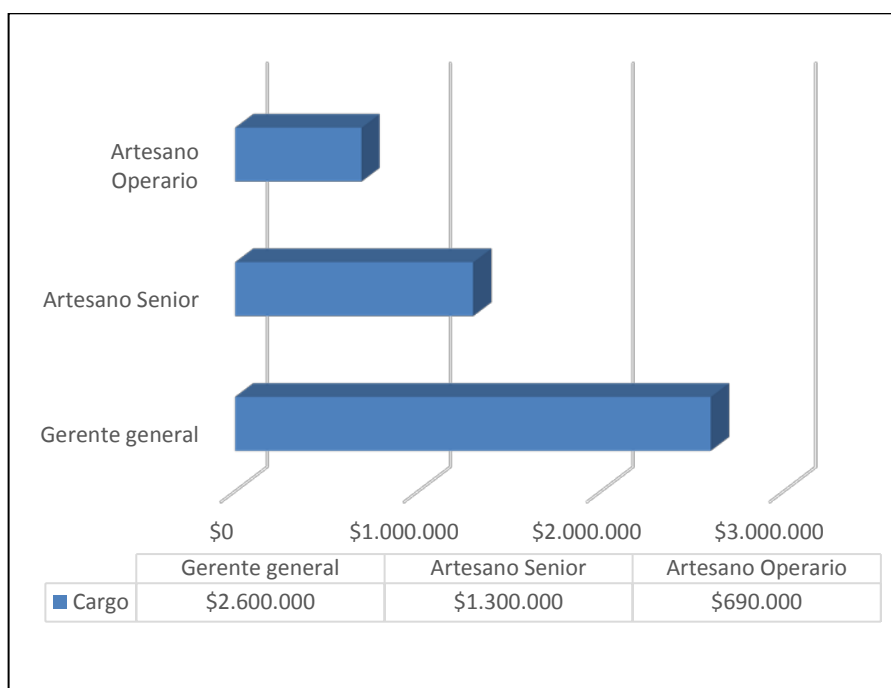 Artesano
Operario
Artesano Senior
Gerente general
$0 $1.000.000 $2.000.000 $3.000.000
Gerente general Artesano Senior Artesano Operario
Cargo $2.600.000 $1.300.000 $690.000